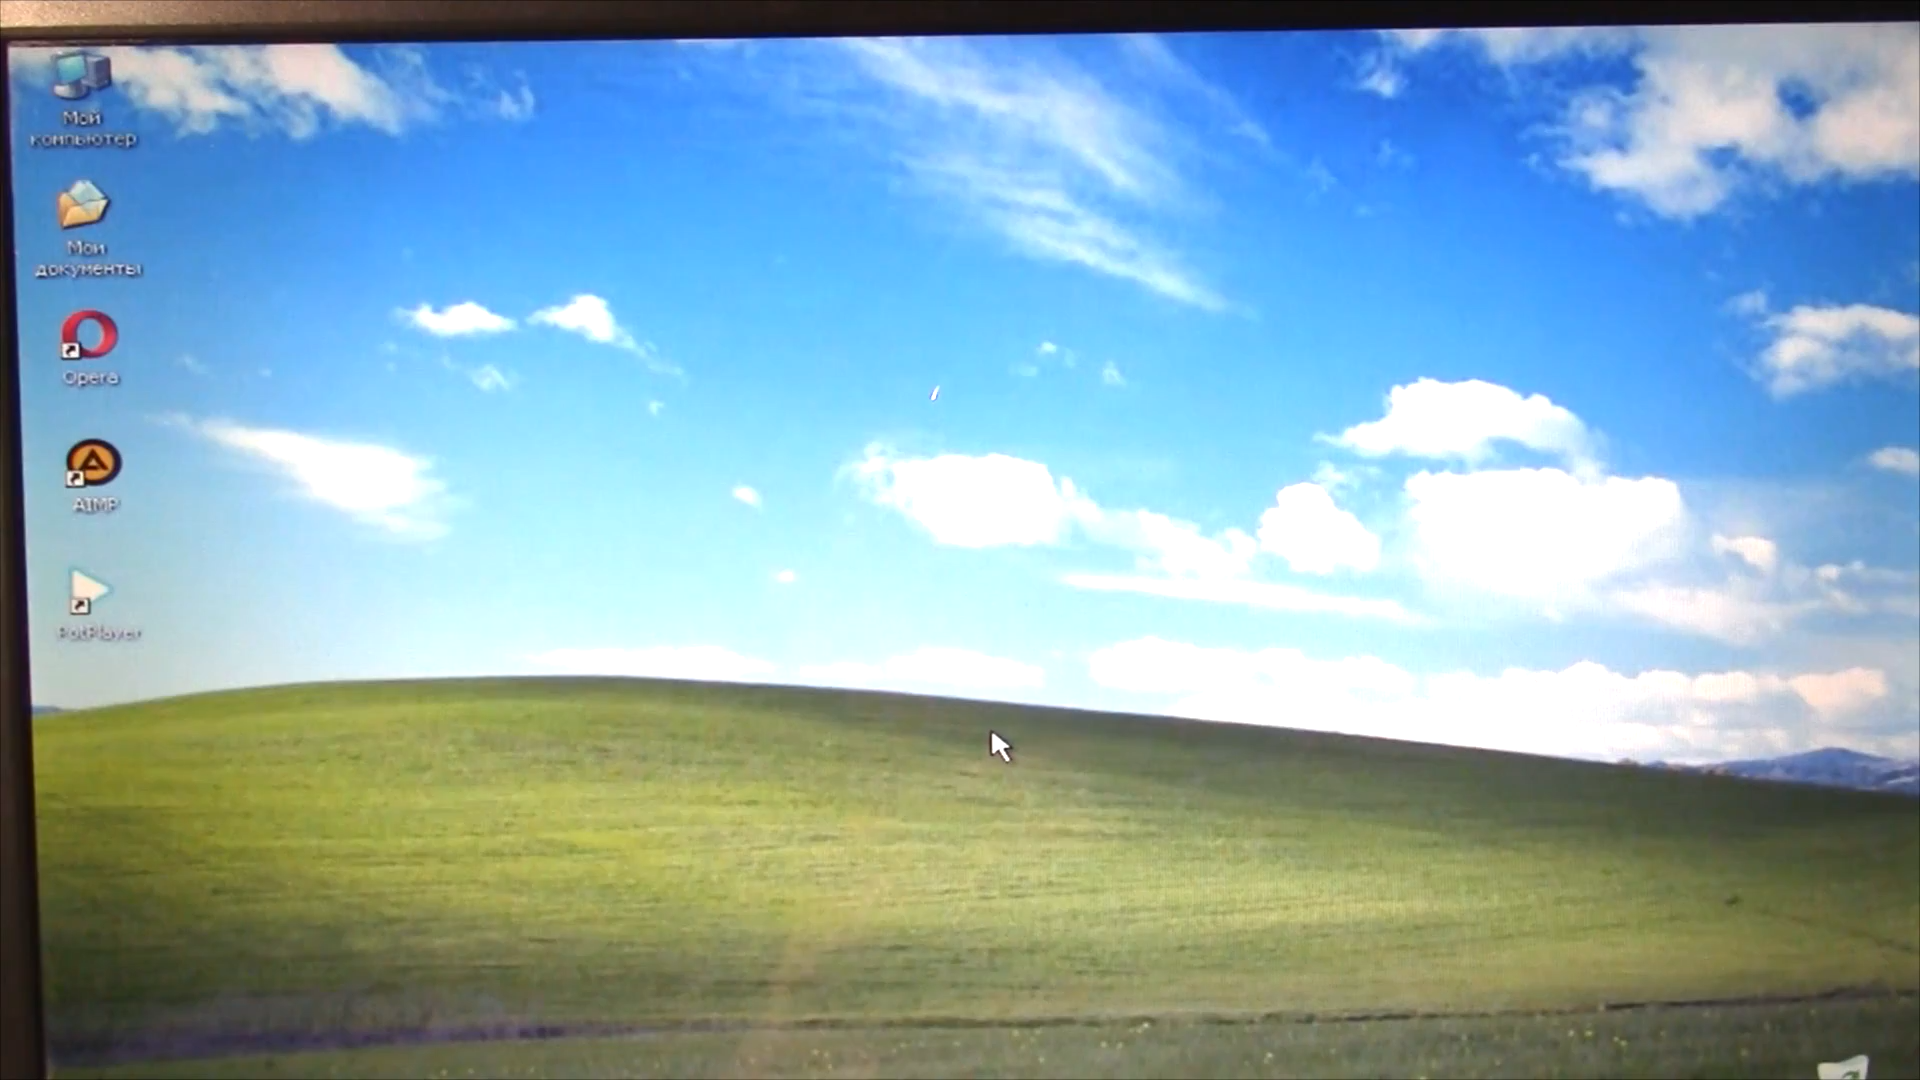 Мой
компьютер
Мои
документы
Opera
AIMP
PotPlayer